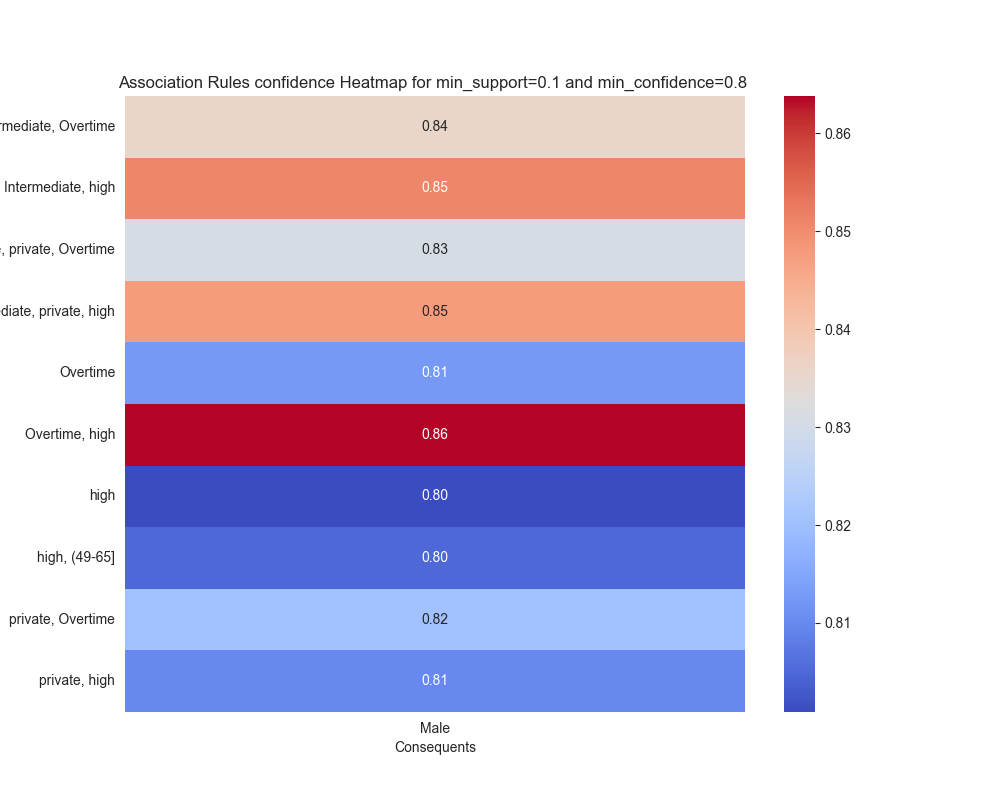 Association Rules confidence Heatmap for min_support=0.1 and min_confidence=0.8
rmediate, Overtime
0.84
Intermediate, high
0.85
, private, Overtime
0.83
ediate, private, high
0.85
Overtime
0.81
Overtime, high
0.86
high
0.80
high, (49-65]
0.80
private, Overtime
0.82
private, high
0.81
Male
Consequents
0.86
0.85
0.84
0.83
0.82
0.81